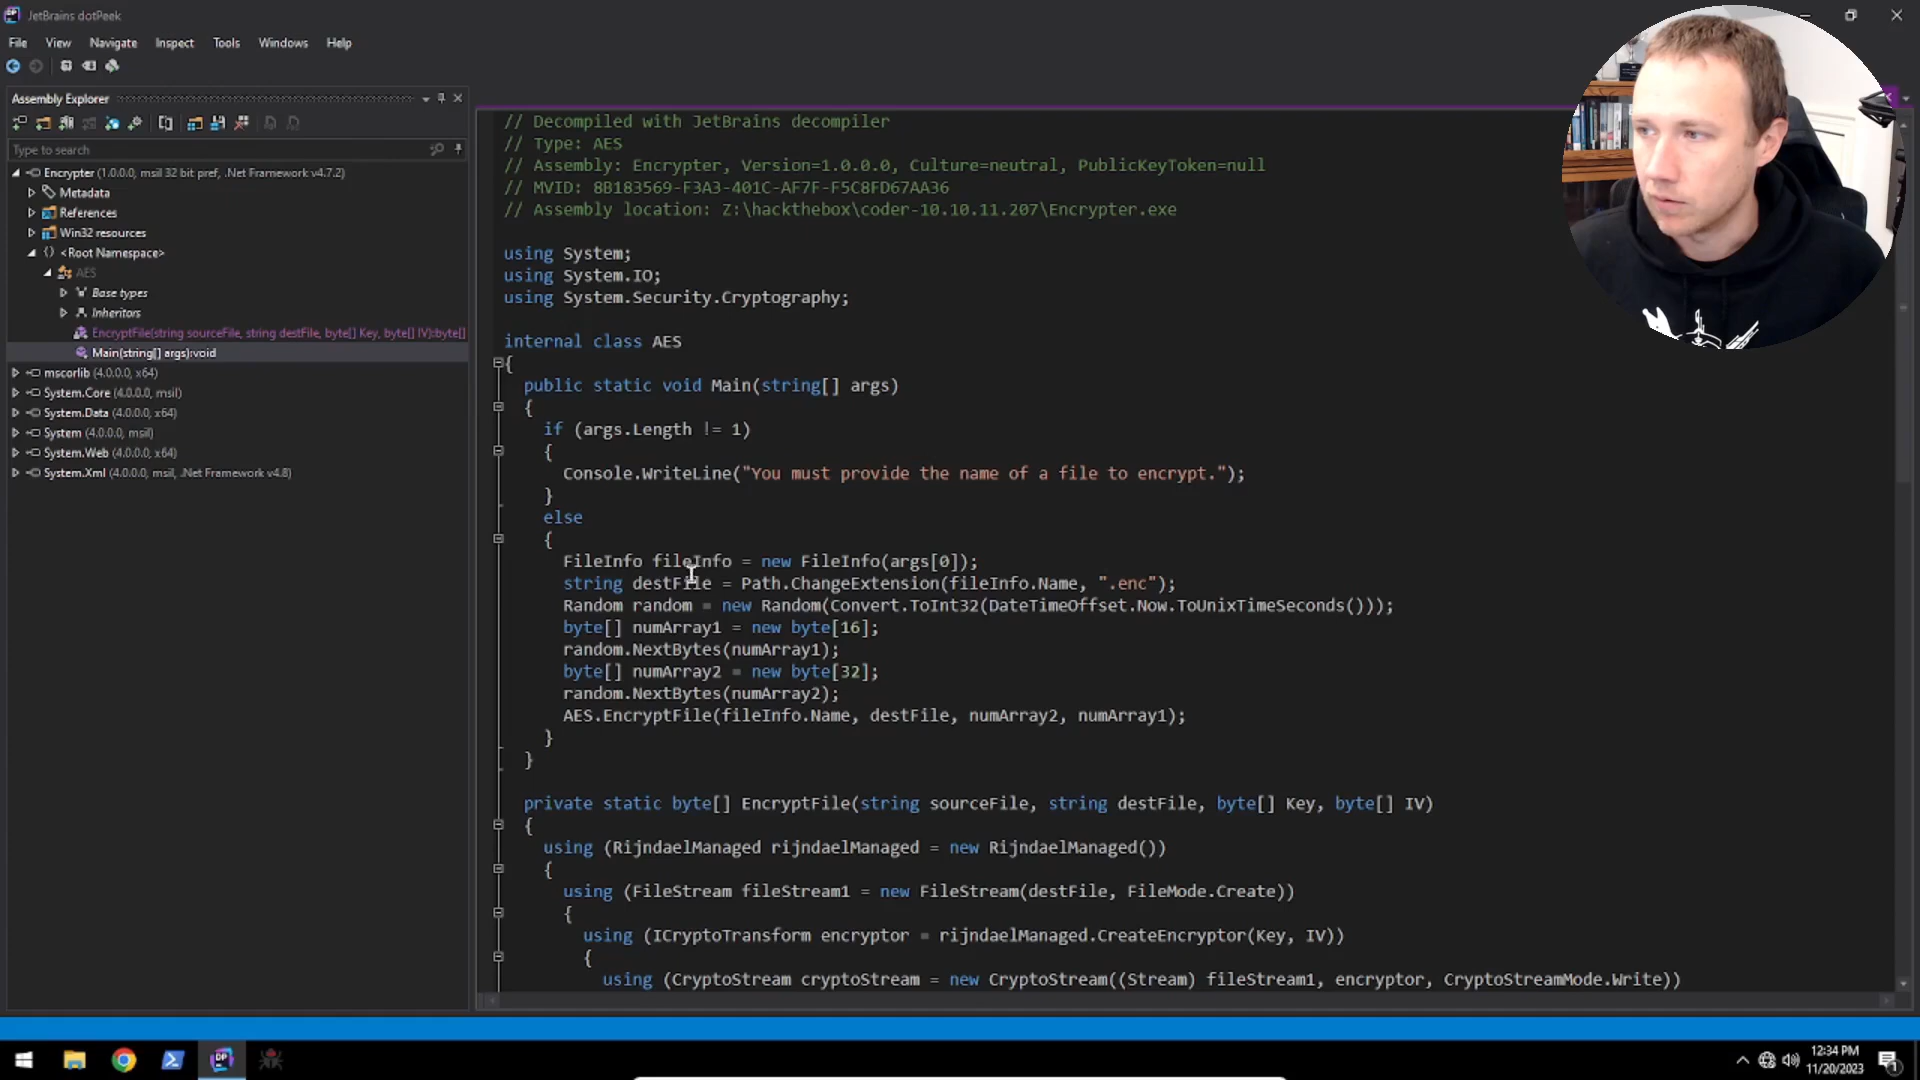 JetBrains dotPeek
File View Navigate Inspect Tools Windows Help
Assembly Explorer
Type to search
Encrypter (1.0.0.0, msil 32 bit pref, .Net Framework v4.7.2)
Metadata
References
Win32 resources
<Root Namespace>
AES
Base types
Inheritors
EncryptFile(string sourceFile, string destFile, byte[] Key, byte[] IV):byte[]
Main(string[] args):void
mscorlib (4.0.0.0, x64)
System.Core (4.0.0.0, msil)
System.Data (4.0.0.0, x64)
System (4.0.0.0, msil)
System.Web (4.0.0.0, x64)
System.Xml (4.0.0.0, msil, .Net Framework v4.8)
// Decompiled with JetBrains decompiler
// Type: AES
// Assembly: Encrypter, Version=1.0.0.0, Culture=neutral, PublicKeyToken=null
// MVID: 8B183569-F3A3-401C-AF7F-F5C8FD67AA36
// Assembly location: Z:\hackthebox\coder-10.10.11.207\Encrypter.exe
using System;
using System.IO;
using System.Security.Cryptography;
internal class AES
{
public static void Main(string[] args)
{
if (args.Length != 1)
{
Console.WriteLine("You must provide the name of a file to encrypt.");
}
else
{
FileInfo fileInfo = new FileInfo(args[0]);
string destFile = Path.ChangeExtension(fileInfo.Name, ".enc");
Random random = new Random(Convert.ToInt32(DateTimeOffset.Now.ToUnixTimeSeconds()));
byte[] numArray1 = new byte[16];
random.NextBytes(numArray1);
byte[] numArray2 = new byte[32];
random.NextBytes(numArray2);
AES.EncryptFile(fileInfo.Name, destFile, numArray2, numArray1);
}
}
private static byte[] EncryptFile(string sourceFile, string destFile, byte[] Key, byte[] IV)
{
using (RijndaelManaged rijndaelManaged = new RijndaelManaged())
{
using (FileStream fileStream1 = new FileStream(destFile, FileMode.Create))
{
using (ICryptoTransform encryptor = rijndaelManaged.CreateEncryptor(Key, IV))
{
using (CryptoStream cryptoStream = new CryptoStream((Stream) fileStream1, encryptor, CryptoStreamMode.Write))
DP
12:34 PM
11/20/2023
1